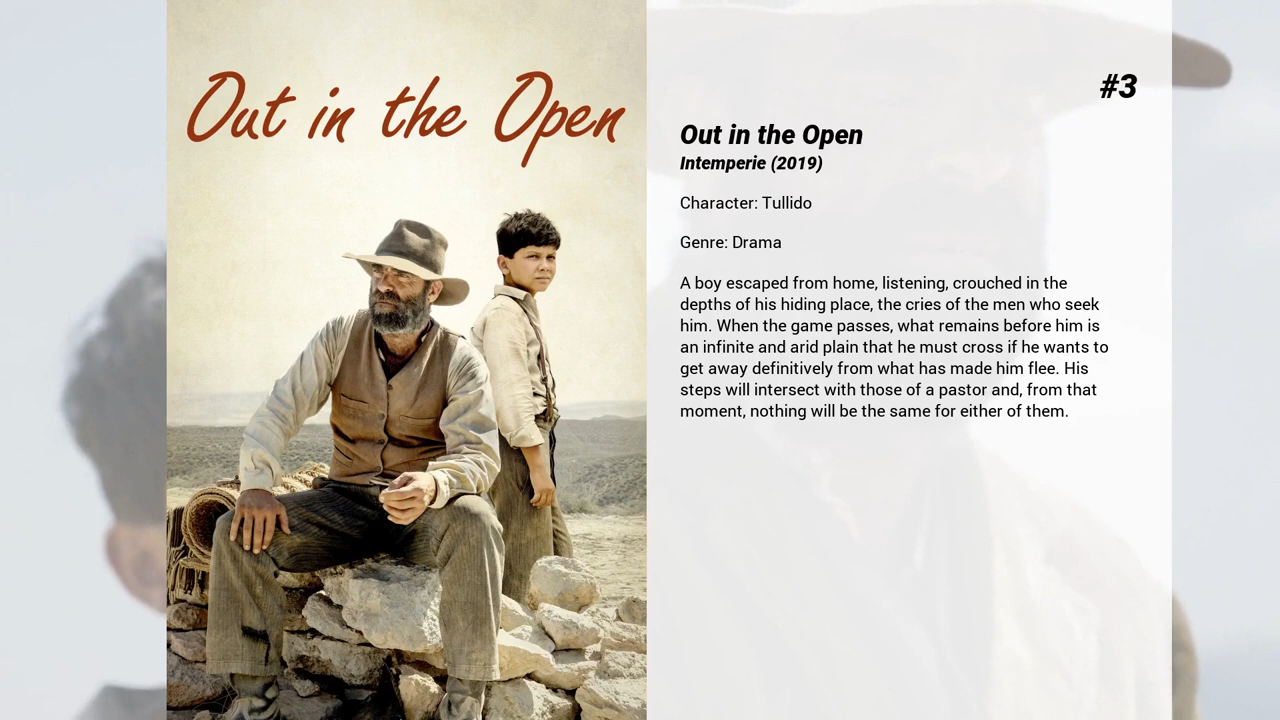 Out in the Open
#3
Out in the Open
Intemperie (2019)
Character: Tullido
Genre: Drama
A boy escaped from home, listening, crouched in the
depths of his hiding place, the cries of the men who seek
him. When the game passes, what remains before him is
an infinite and arid plain that he must cross if he wants to
get away definitively from what has made him flee. His
steps will intersect with those of a pastor and, from that
moment, nothing will be the same for either of them.